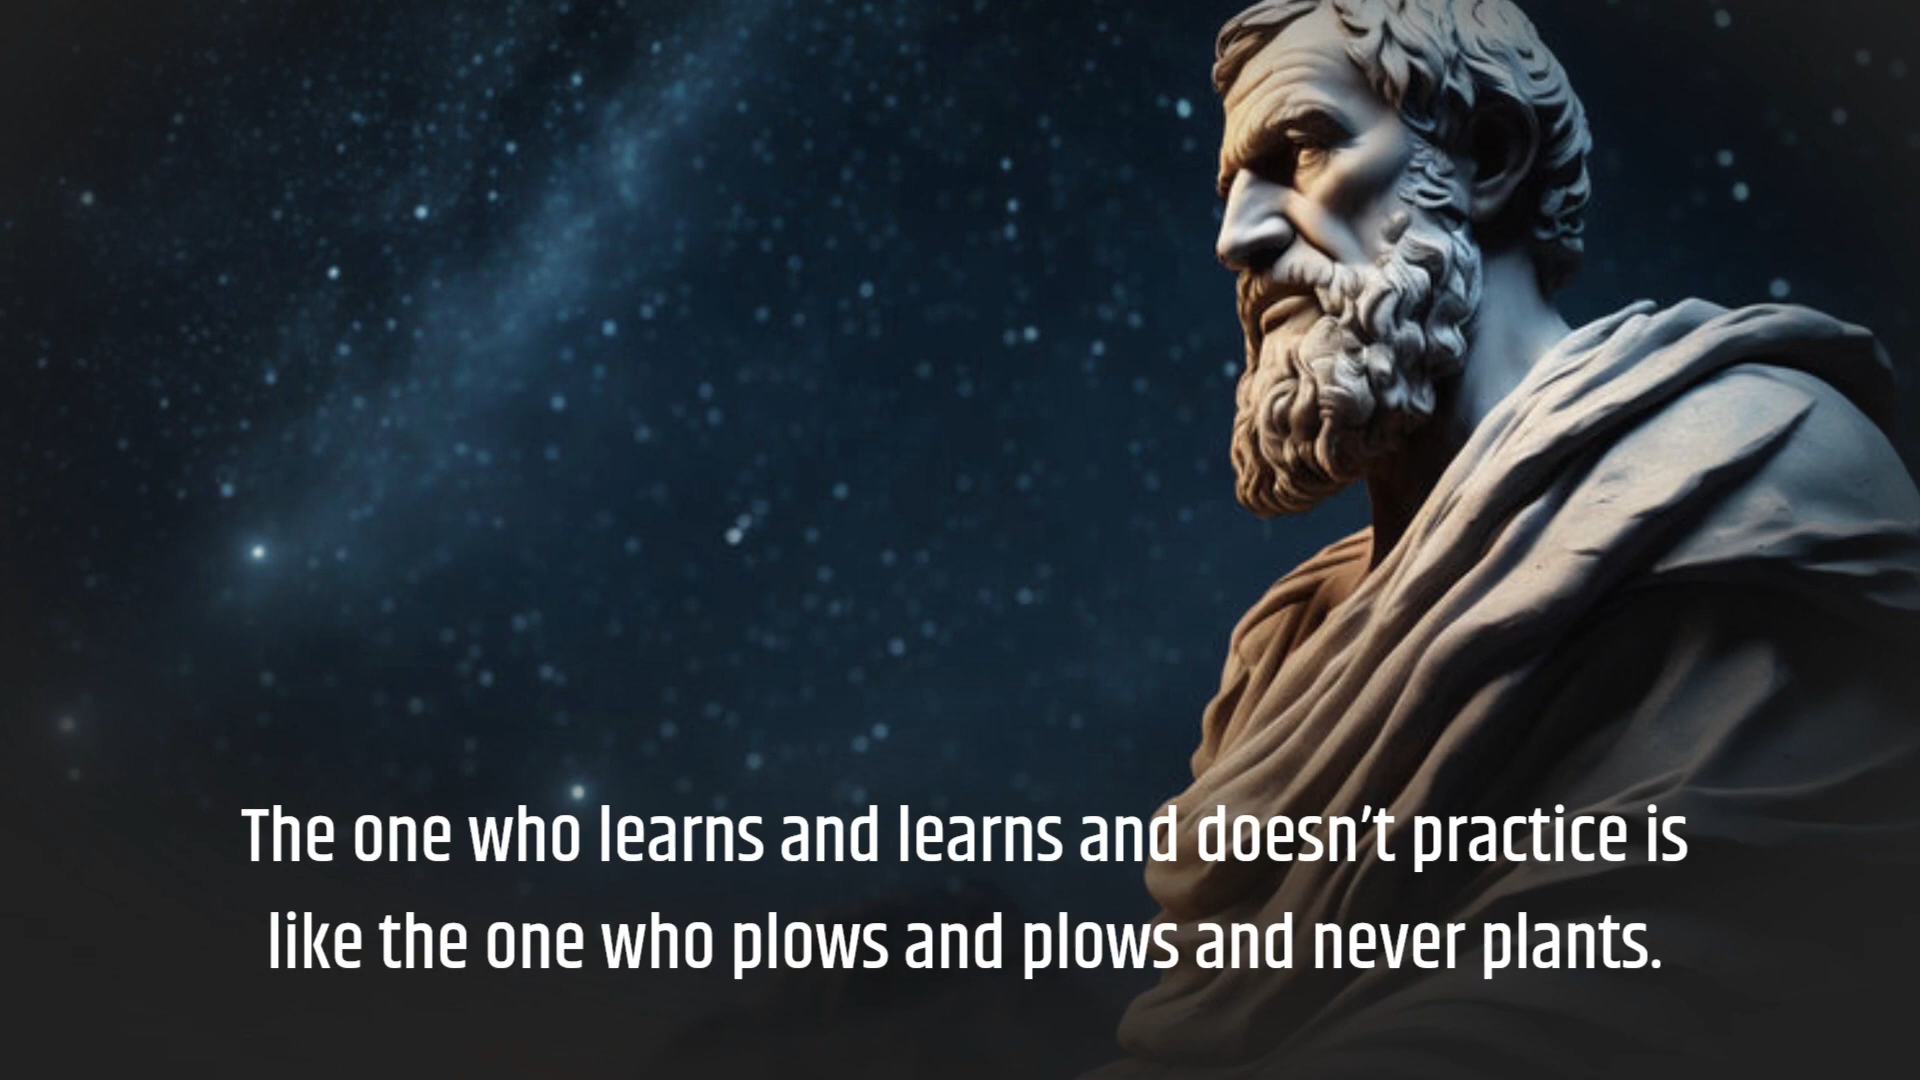 The one who learns and learns and doesn’t practice is
like the one who plows and plows and never plants.